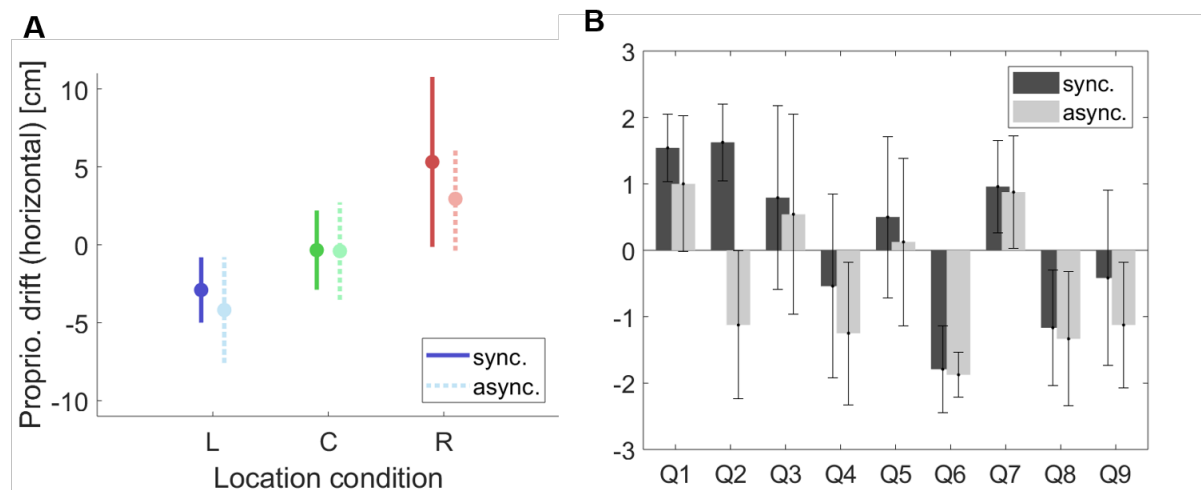 A
Proprio. drift (horizontal) [cm]
10
5
0
-5
-10
sync.
async.
L C R
Location condition
B
3
2
1
0
-1
-2
-3
sync.
async.
Q1 Q2 Q3 Q4 Q5 Q6 Q7 Q8 Q9